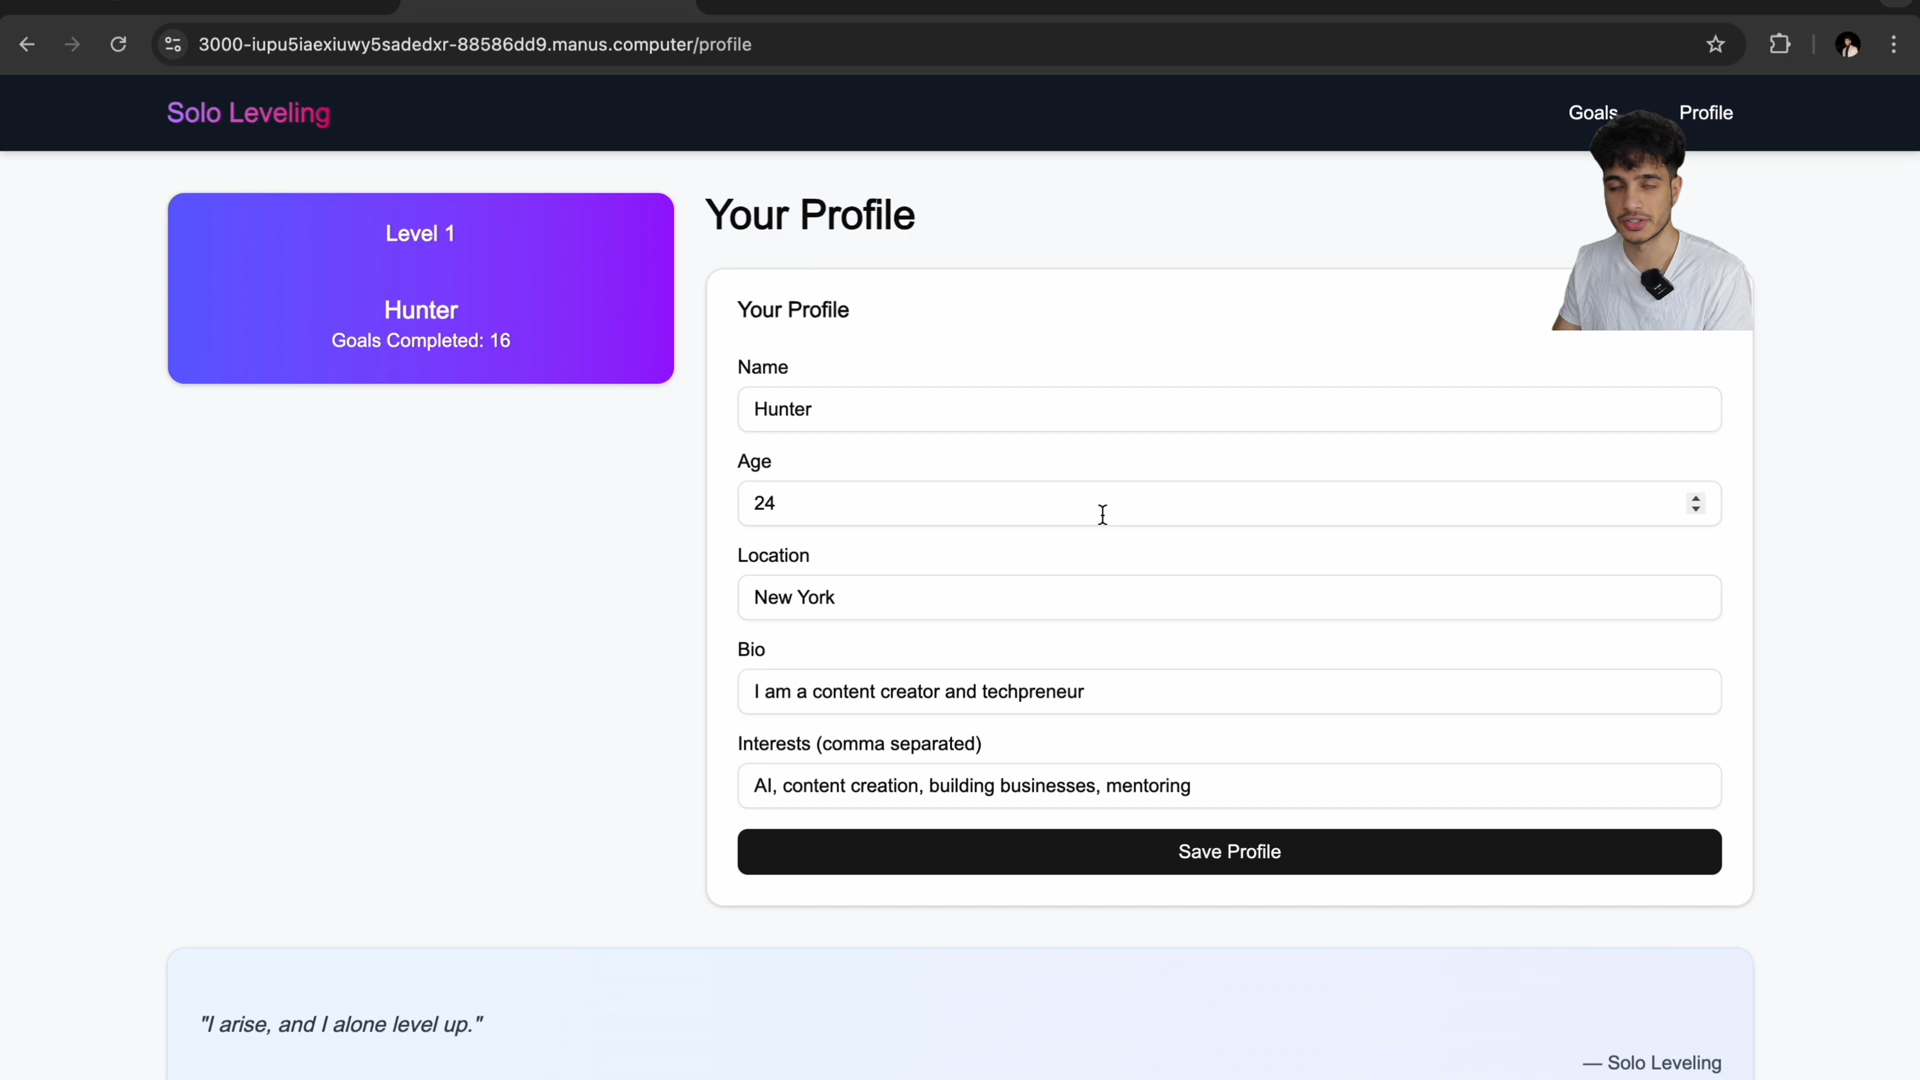 3000-iupu5iaexiuwy5sadedxr-88586dd9.manus.computer/profile
Solo Leveling
Goals
Profile
Level 1
Hunter
Goals Completed: 16
Your Profile
Your Profile
Name
Hunter
Age
24
Location
New York
Bio
I am a content creator and techpreneur
Interests (comma separated)
AI, content creation, building businesses, mentoring
Save Profile
"I arise, and I alone level up."
— Solo Leveling